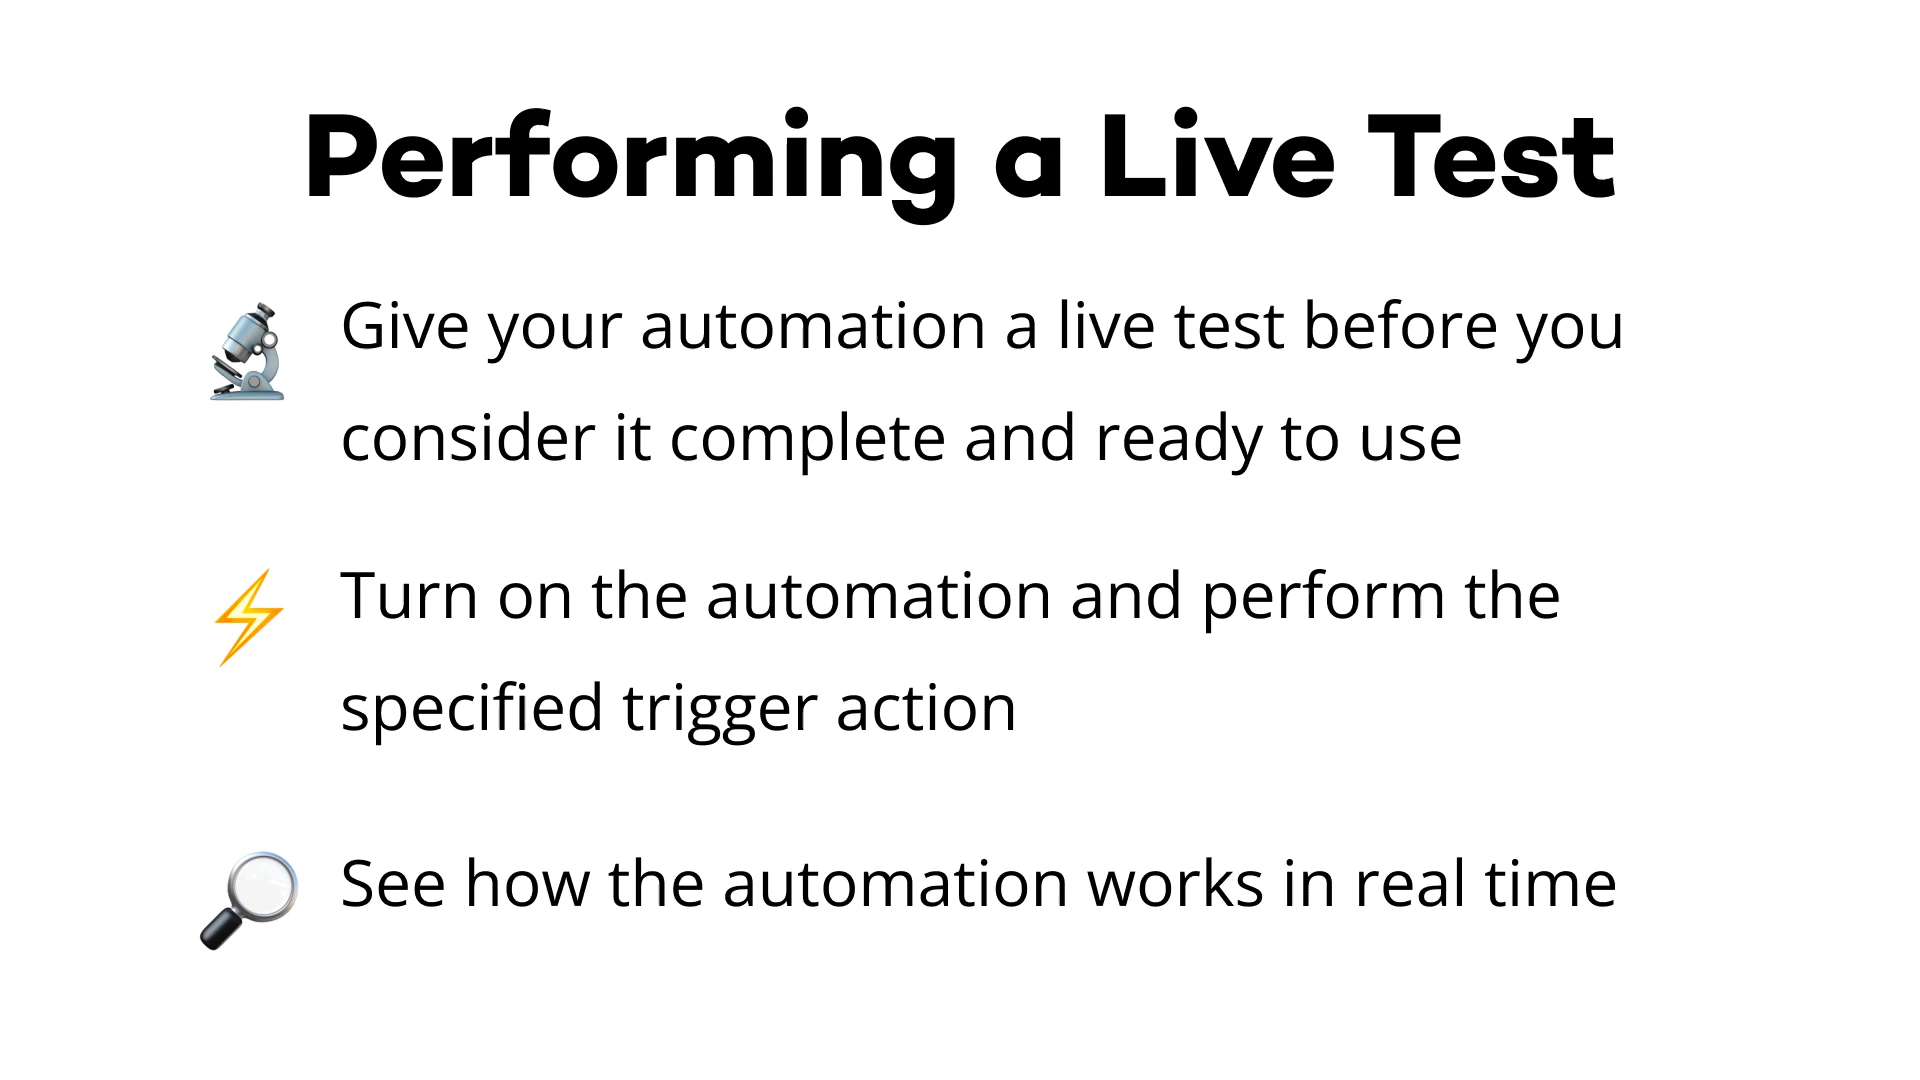 Performing a Live Test
Give your automation a live test before you
consider it complete and ready to use
Turn on the automation and perform the
specified trigger action
See how the automation works in real time